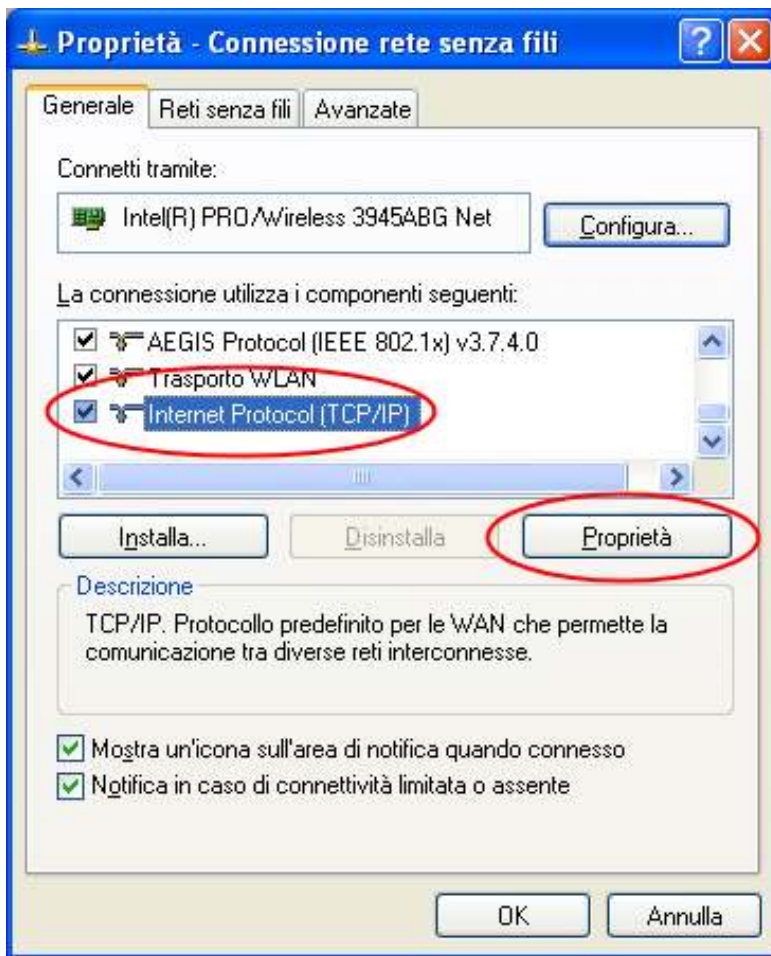 Proprietà - Connessione rete senza fili
Generale
Reti senza fili
Avanzate
Connetti tramite:
Intel(R) PRO/Wireless 3945ABG Net
Configura...
La connessione utilizza i componenti seguenti:
AEGIS Protocol (IEEE 802.1x) v3.7.4.0
Trasporto WLAN
Internet Protocol (TCP/IP)
Installa...
Disinstalla
Proprietà
Descrizione
TCP/IP. Protocollo predefinito per le WAN che permette la
comunicazione tra diverse reti interconnesse.
Mostra un'icona sull'area di notifica quando connesso
Notifica in caso di connettività limitata o assente
OK
Annulla